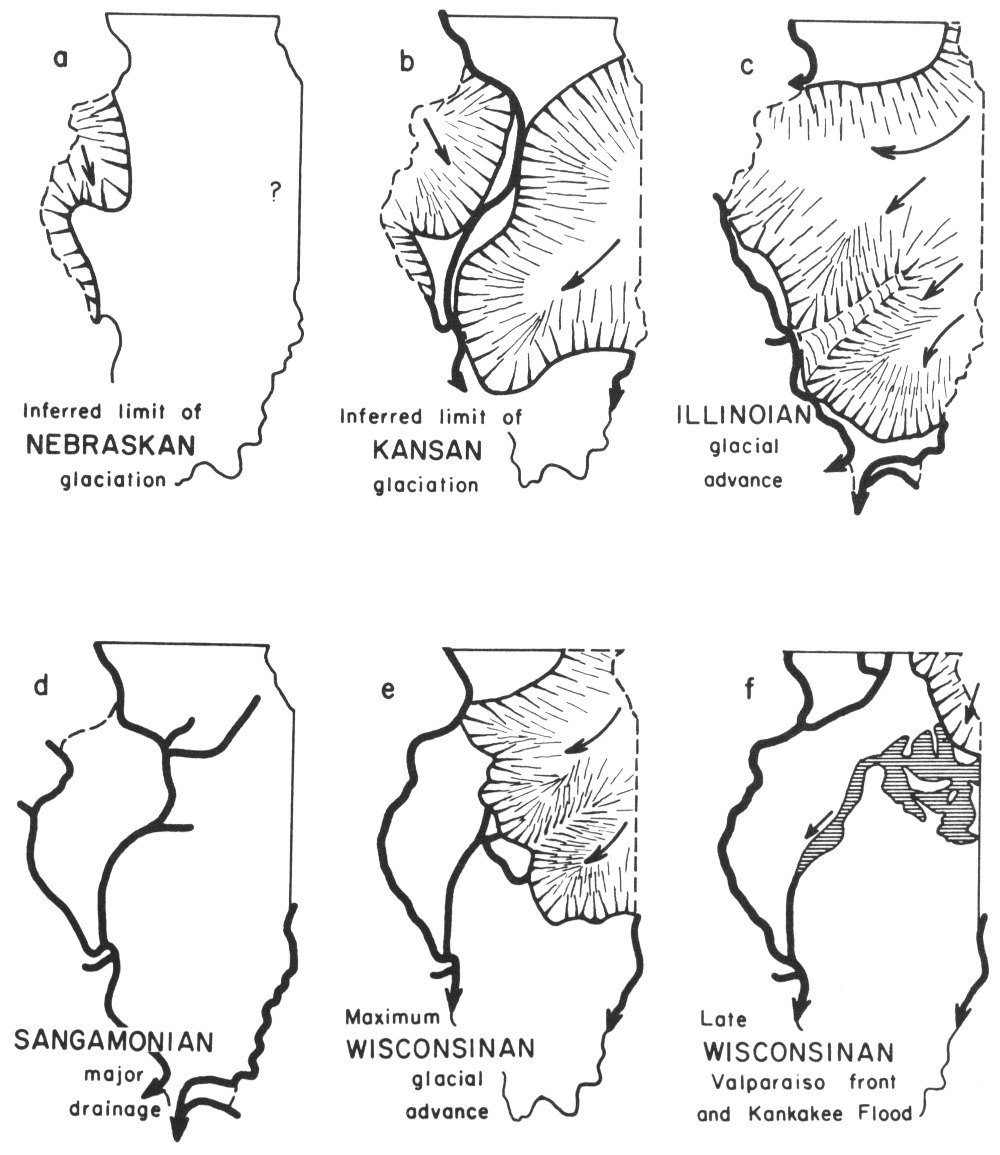 a
?
Inferred limit of
NEBRASKAN
glaciation
b
Inferred limit of
KANSAN
glaciation
c
ILLINOIAN
glacial
advance
d
SANGAMONIAN
major
drainage
e
Maximum
WISCONSINAN
glacial
advance
f
Late
WISCONSINAN
Valparaiso front
and Kankakee Flood